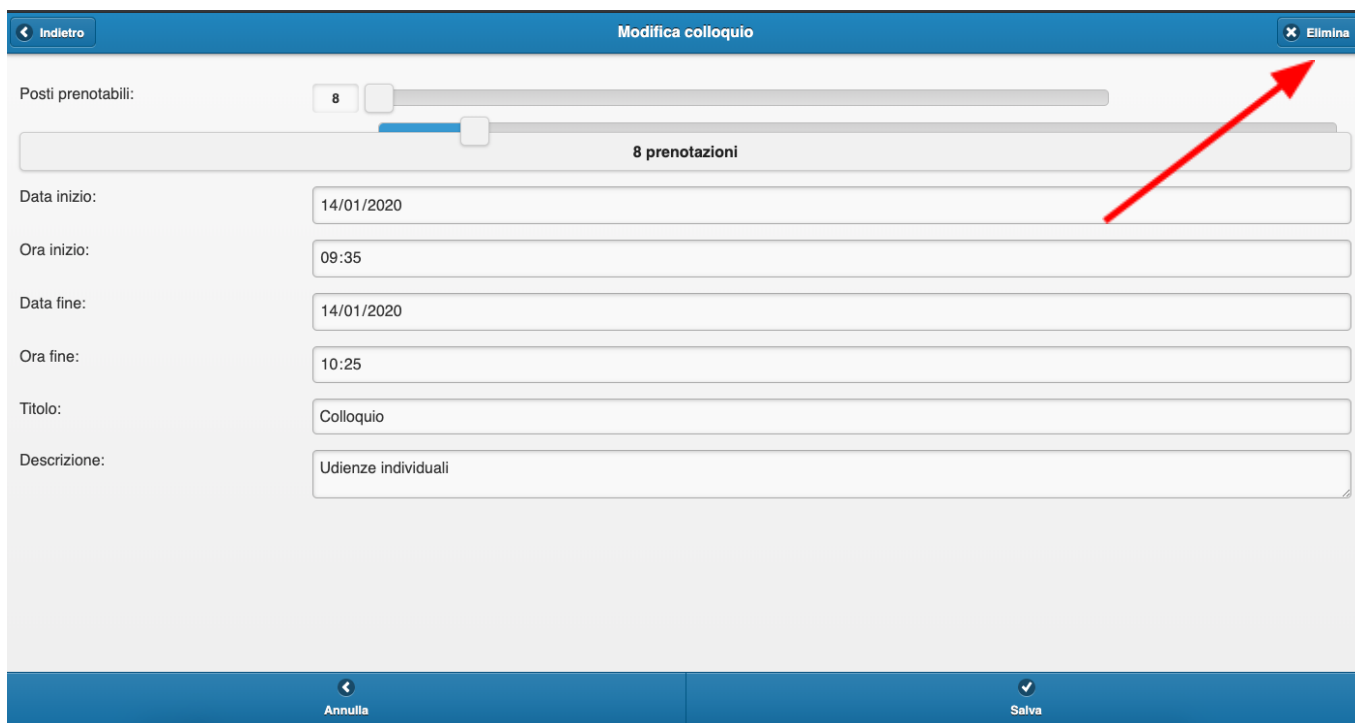 Indietro
Modifica colloquio
Elimina
Posti prenotabili:
8
8 prenotazioni
Data inizio:
14/01/2020
Ora inizio:
09:35
Data fine:
14/01/2020
Ora fine:
10:25
Titolo:
Colloquio
Descrizione:
Udienze individuali
Annulla
Salva